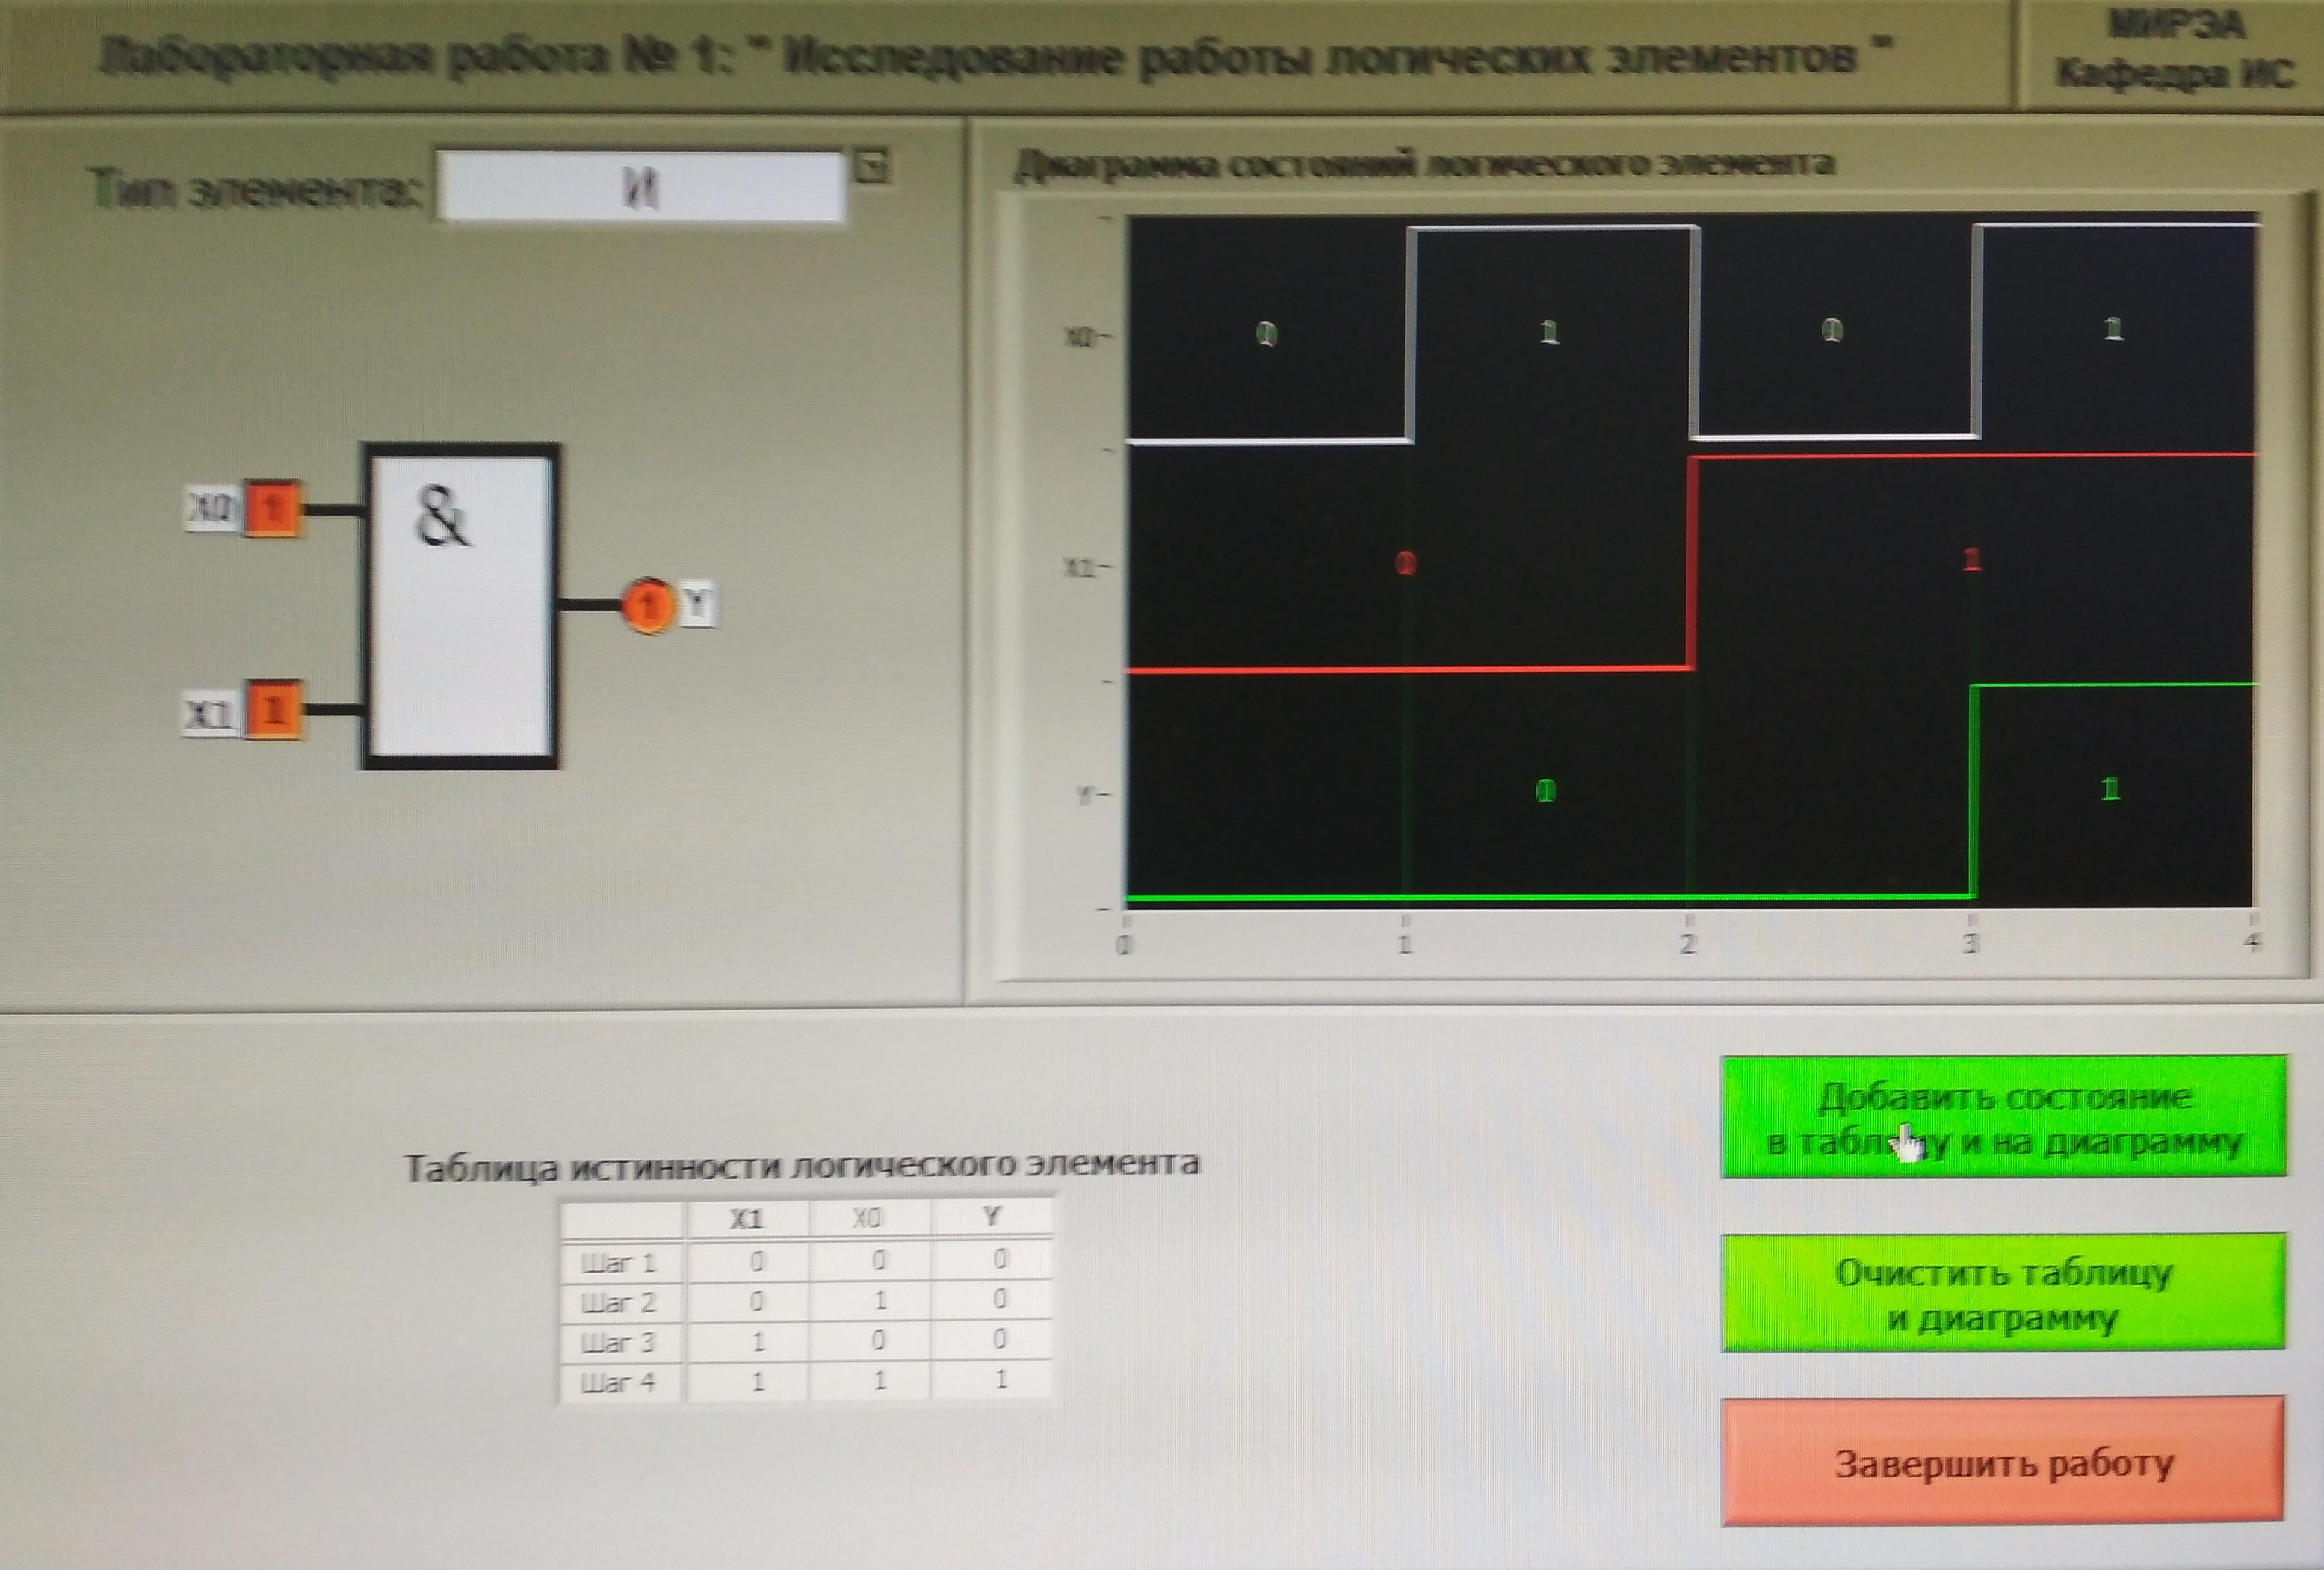 Лабораторная работа № 1: " Исследование работы логических элементов "
МИРЭА
Кафедра ИС
Тип элемента: И
Диаграмма состояний логического элемента
X0 1
&
1 Y
X1 1
X0 0 1 0 1
X1 0 1
Y 0 1
0 1 2 3 4
Таблица истинности логического элемента
X1 X0 Y
Шаг 1 0 0 0
Шаг 2 0 1 0
Шаг 3 1 0 0
Шаг 4 1 1 1
Добавить состояние
в таблицу и на диаграмму
Очистить таблицу
и диаграмму
Завершить работу